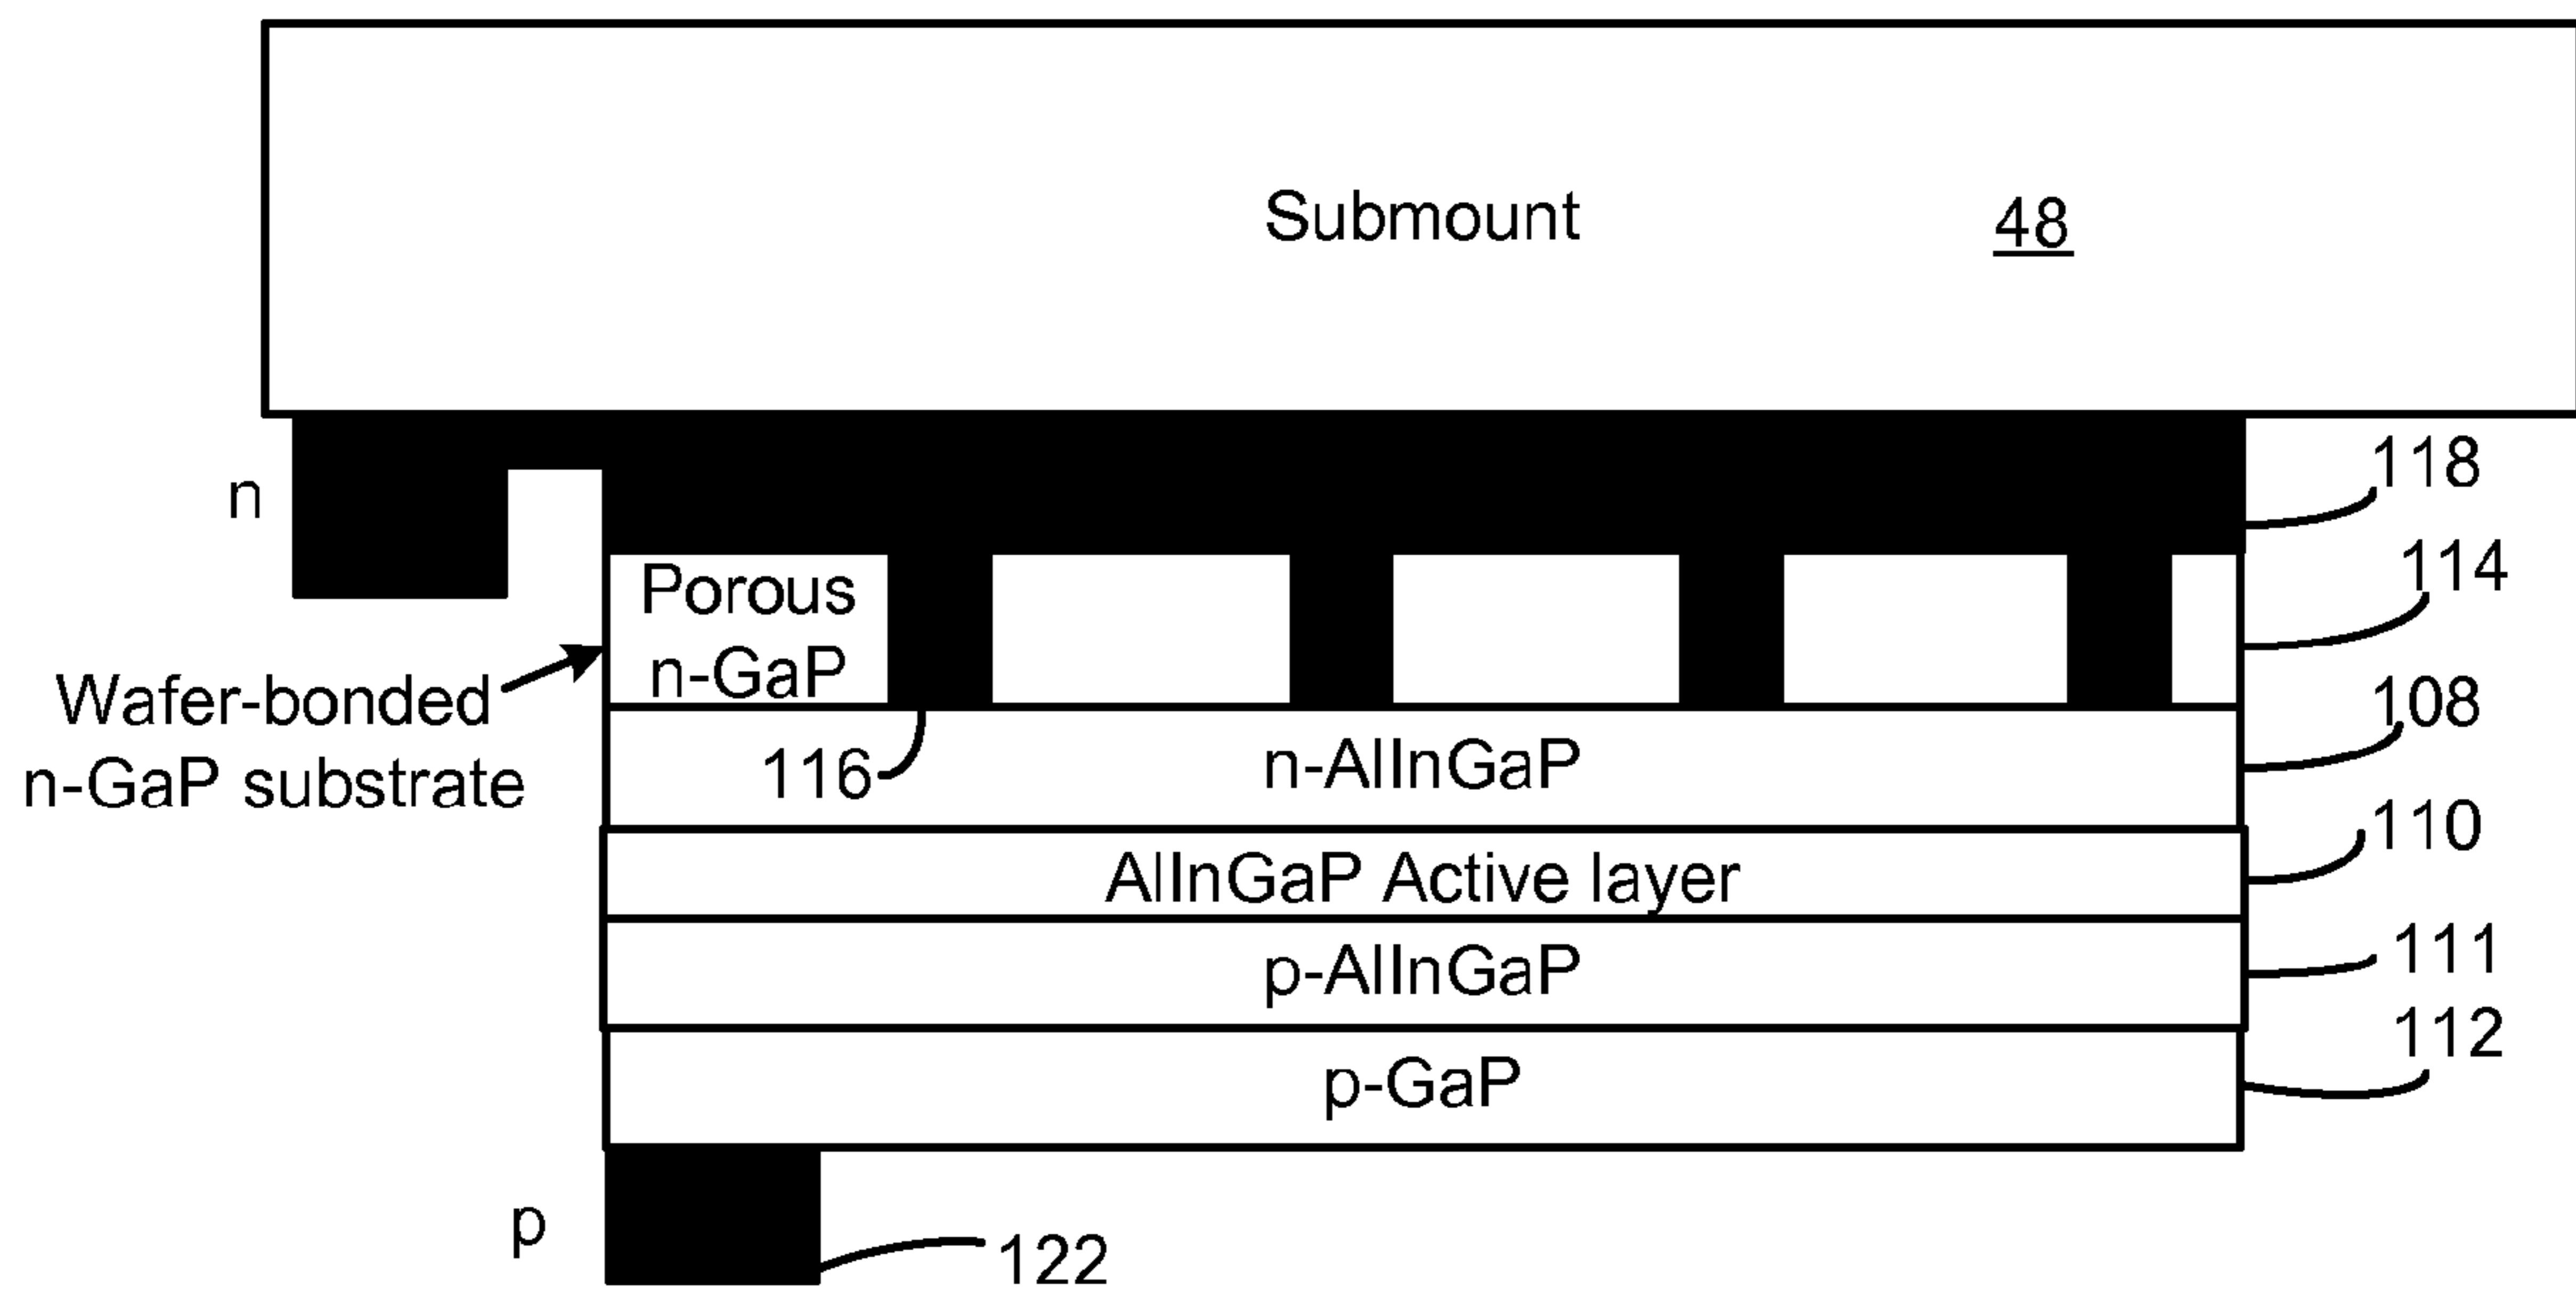 Submount
48
118
n
114
Porous
n-GaP
Wafer-bonded
n-GaP substrate
108
116
n-AlInGaP
110
AlInGaP Active layer
111
p-AlInGaP
112
p-GaP
p
122